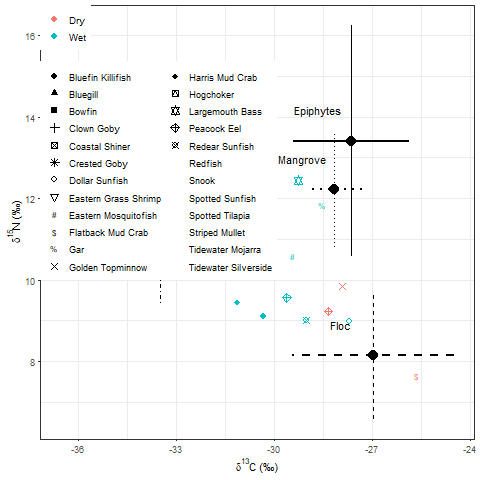 Dry
Wet
Bluefin Killifish
Bluegill
Bowfin
Clown Goby
Coastal Shiner
Crested Goby
Dollar Sunfish
Eastern Grass Shrimp
# Eastern Mosquitofish
$ Flatback Mud Crab
% Gar
Golden Topminnow
Harris Mud Crab
Hogchoker
Largemouth Bass
Peacock Eel
Redear Sunfish
Redfish
Snook
Spotted Sunfish
Spotted Tilapia
Striped Mullet
Tidewater Mojarra
Tidewater Silverside
Epiphytes
Mangrove
%
#
Floc
$
16
14
12
10
8
δ15N (‰)
-36
-33
-30
-27
-24
δ13C (‰)